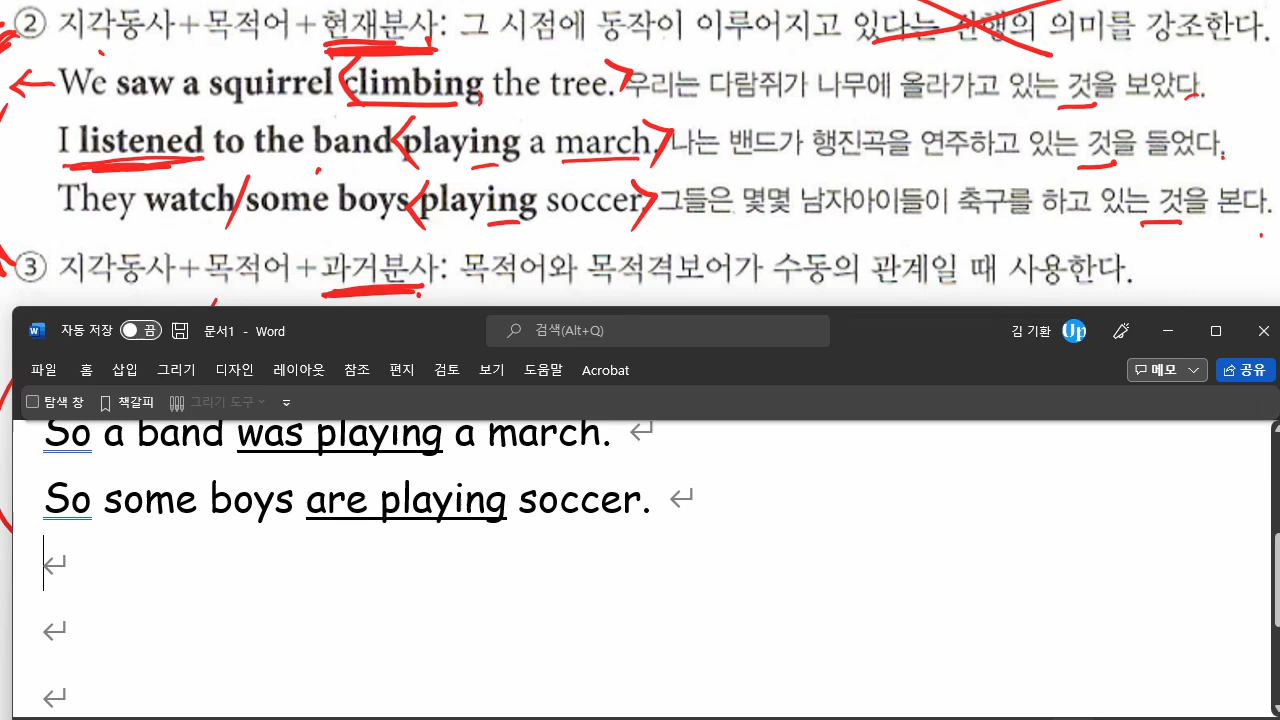 ② 지각동사+목적어+현재분사: 그 시점에 동작이 이루어지고 있다는 진행의 의미를 강조한다.
We saw a squirrel climbing the tree. 우리는 다람쥐가 나무에 올라가고 있는 것을 보았다.
I listened to the band playing a march. 나는 밴드가 행진곡을 연주하고 있는 것을 들었다.
They watch some boys playing soccer. 그들은 몇몇 남자아이들이 축구를 하고 있는 것을 본다.
③ 지각동사+목적어+과거분사: 목적어와 목적격보어가 수동의 관계일 때 사용한다.
자동 저장 끔 문서1 - Word 검색(Alt+Q) 김 기환 Up
파일 홈 삽입 그리기 디자인 레이아웃 참조 편지 검토 보기 도움말 Acrobat 메모 공유
탐색 창 책갈피 그리기 도구
So a band was playing a march.
So some boys are playing soccer.